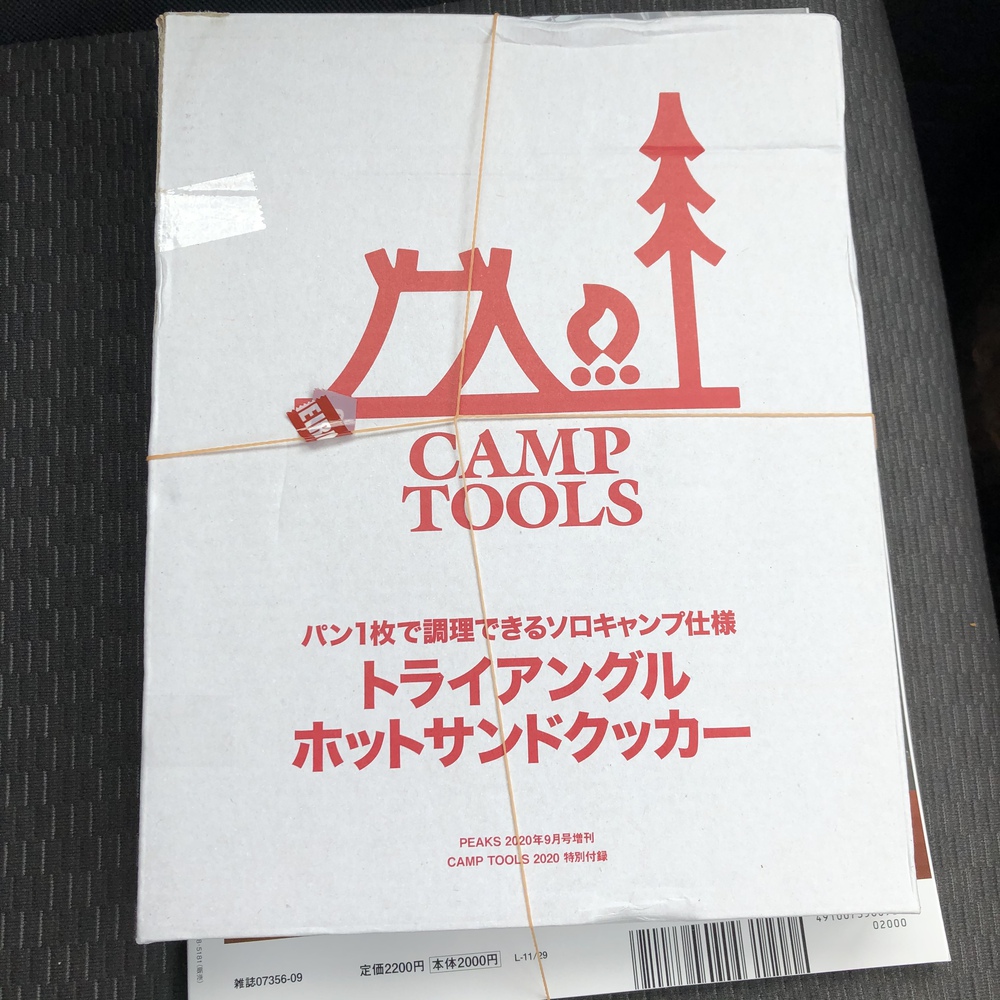 CAMP
TOOLS
パン1枚で調理できるソロキャンプ仕様
トライアングル
ホットサンドクッカー
PEAKS 2020年9月号増刊
CAMP TOOLS 2020 特別付録
02000
雑誌07356-09
定価2200円 本体2000円
L-11/29